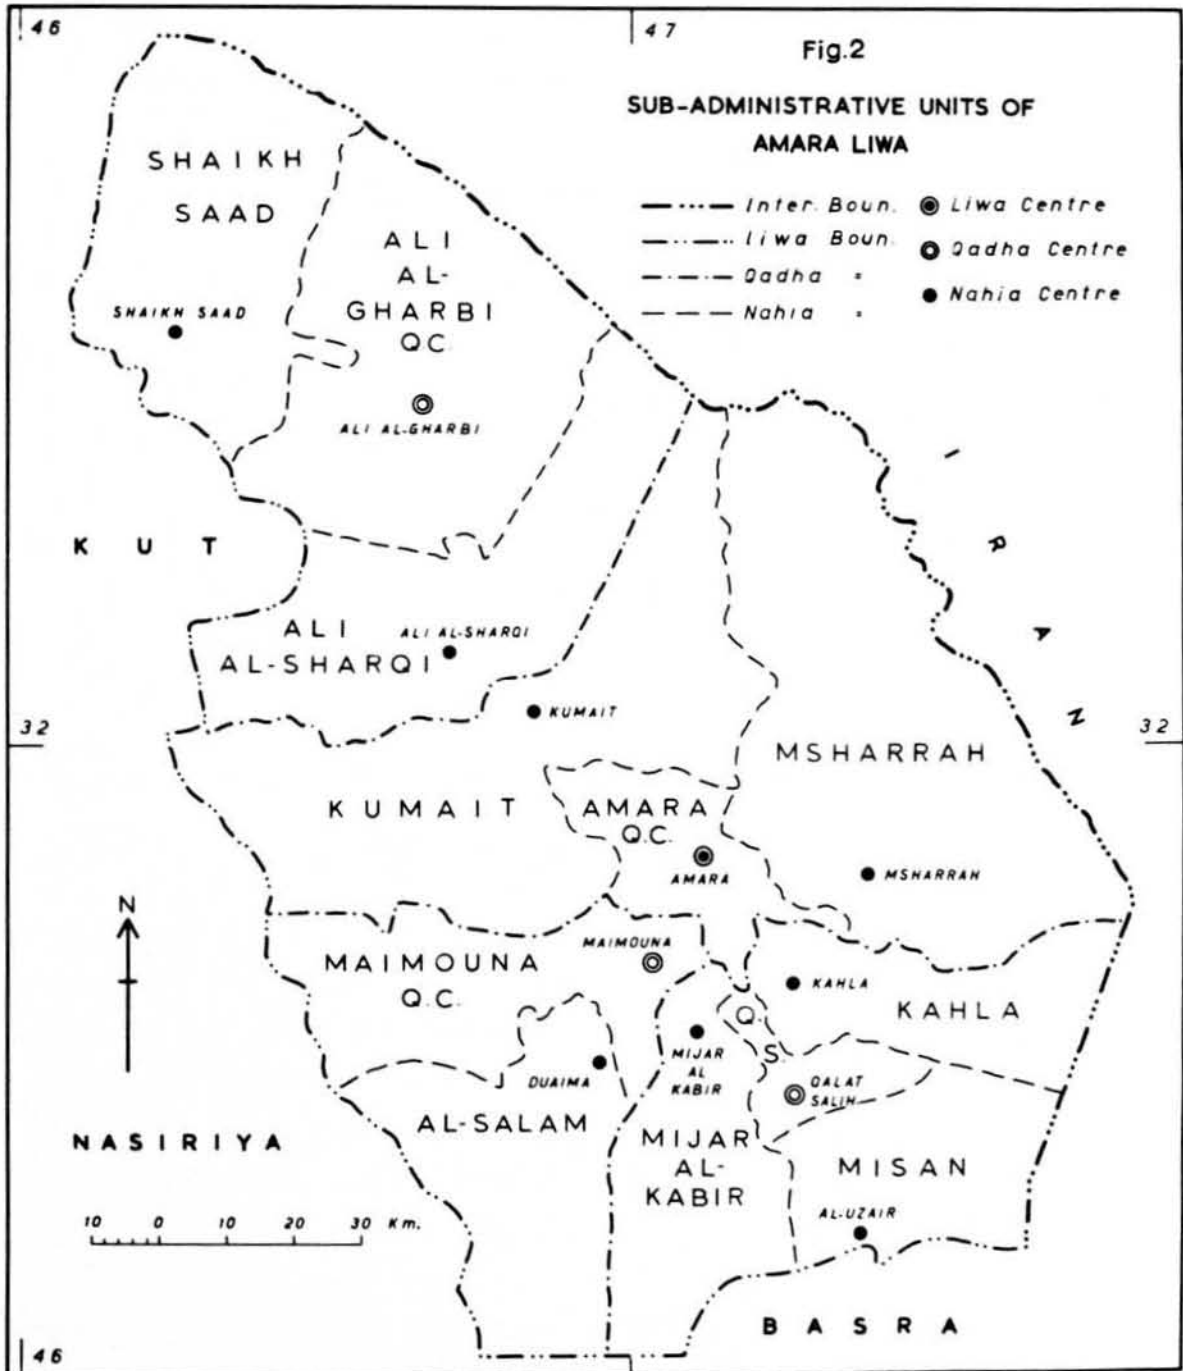 46
47
Fig.2
SUB-ADMINISTRATIVE UNITS OF
AMARA LIWA
Inter. Boun.
Liwa Centre
liwa Boun.
Qadha Centre
Qadha "
Nahia Centre
Nahia "
SHAIKH
SAAD
SHAIKH SAAD
ALI
AL-
GHARBI
Q.C.
ALI AL-GHARBI
IRAN
KUT
ALI
AL-SHARQI
ALI AL-SHARQI
KUMAIT
32
32
MSHARRAH
KUMAIT
AMARA
Q.C.
AMARA
MSHARRAH
N
MAIMOUNA
MAIMOUNA
Q.C.
KAHLA
KAHLA
Q.
S.
MIJAR
AL
KABIR
DUAIMA
QALAT
SALIH
AL-SALAM
NASIRIYA
MIJAR
AL-
KABIR
MISAN
AL-UZAIR
10 0 10 20 30 Km.
BASRA
46